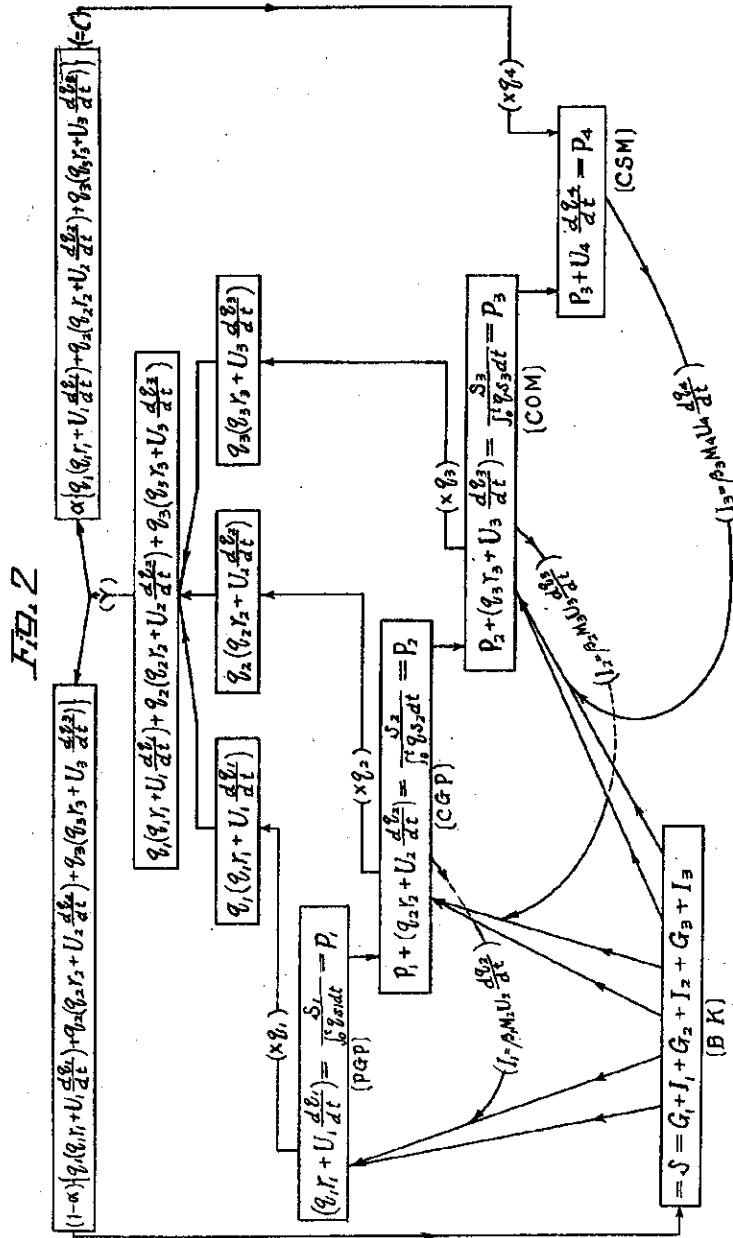 Fig. 2
(1-α){q₁(q₁r₁+U₁ dq₁/dt)+q₂(q₂r₂+U₂ dq₂/dt)+q₃(q₃r₃+U₃ dq₃/dt)}
α{q₁(q₁r₁+U₁ dq₁/dt)+q₂(q₂r₂+U₂ dq₂/dt)+q₃(q₃r₃+U₃ dq₃/dt)} (=C)
(Y)
q₁(q₁r₁+U₁ dq₁/dt)+q₂(q₂r₂+U₂ dq₂/dt)+q₃(q₃r₃+U₃ dq₃/dt)
q₁(q₁r₁+U₁ dq₁/dt)
q₂(q₂r₂+U₂ dq₂/dt)
q₃(q₃r₃+U₃ dq₃/dt)
(×q₁)
(×q₂)
(×q₃)
(×q₄)
(q₁r₁+U₁ dq₁/dt) = S₁/∫₀ᵗ qs₁dt = P₁
[PGP]
P₁+(q₂r₂+U₂ dq₂/dt) = S₂/∫₀ᵗ qs₂dt = P₂
[CGP]
P₂+(q₃r₃+U₃ dq₃/dt) = S₃/∫₀ᵗ qs₃dt = P₃
[COM]
P₃+U₄ dq₄/dt = P₄
[CSM]
(I₁=β₁M₂U₂ dq₂/dt)
(I₂=β₂M₃U₃ dq₃/dt)
(I₃=β₃M₄U₄ dq₄/dt)
=S=G₁+I₁+G₂+I₂+G₃+I₃
[BK]